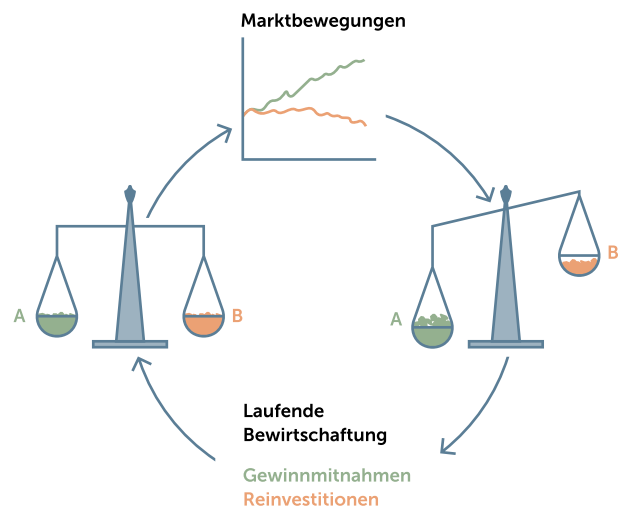 Marktbewegungen
A
B
A
B
Laufende
Bewirtschaftung
Gewinnmitnahmen
Reinvestitionen